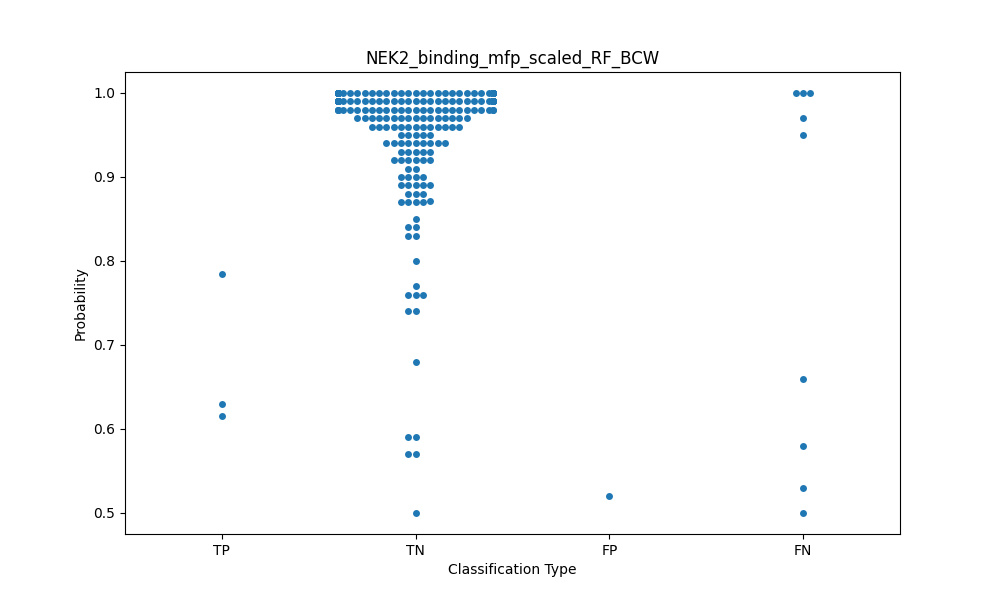 NEK2_binding_mfp_scaled_RF_BCW
1.0
0.9
0.8
0.7
0.6
0.5
Probability
TP TN FP FN
Classification Type